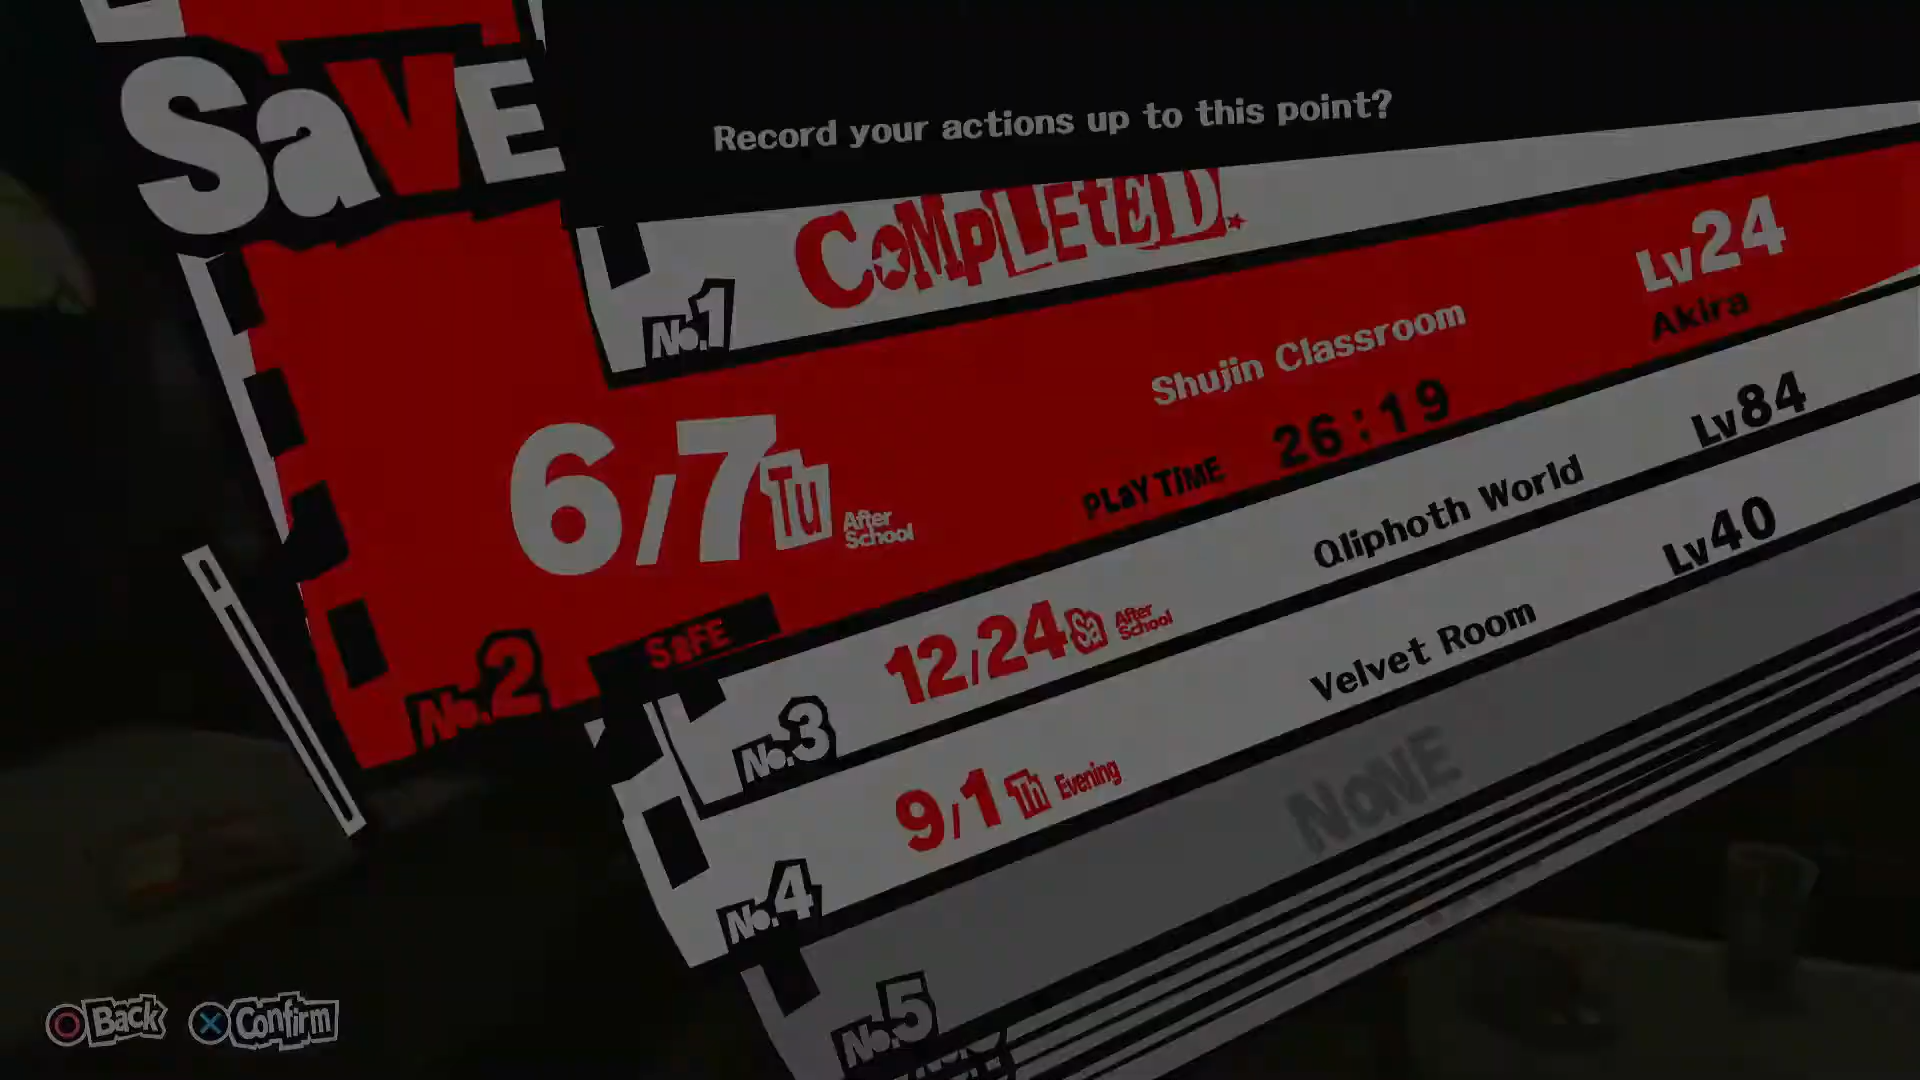 SaVE
Record your actions up to this point?
No.1
CoMpLEtED.
6/7 Tu
After School
Shujin Classroom
Lv24
Akira
PLaY TiME 26:19
No.2
SaFE
No.3
12/24 Sa
After School
Qliphoth World
Lv84
No.4
9/1 Th Evening
Velvet Room
Lv40
No.5
NoNE
Back
Confirm